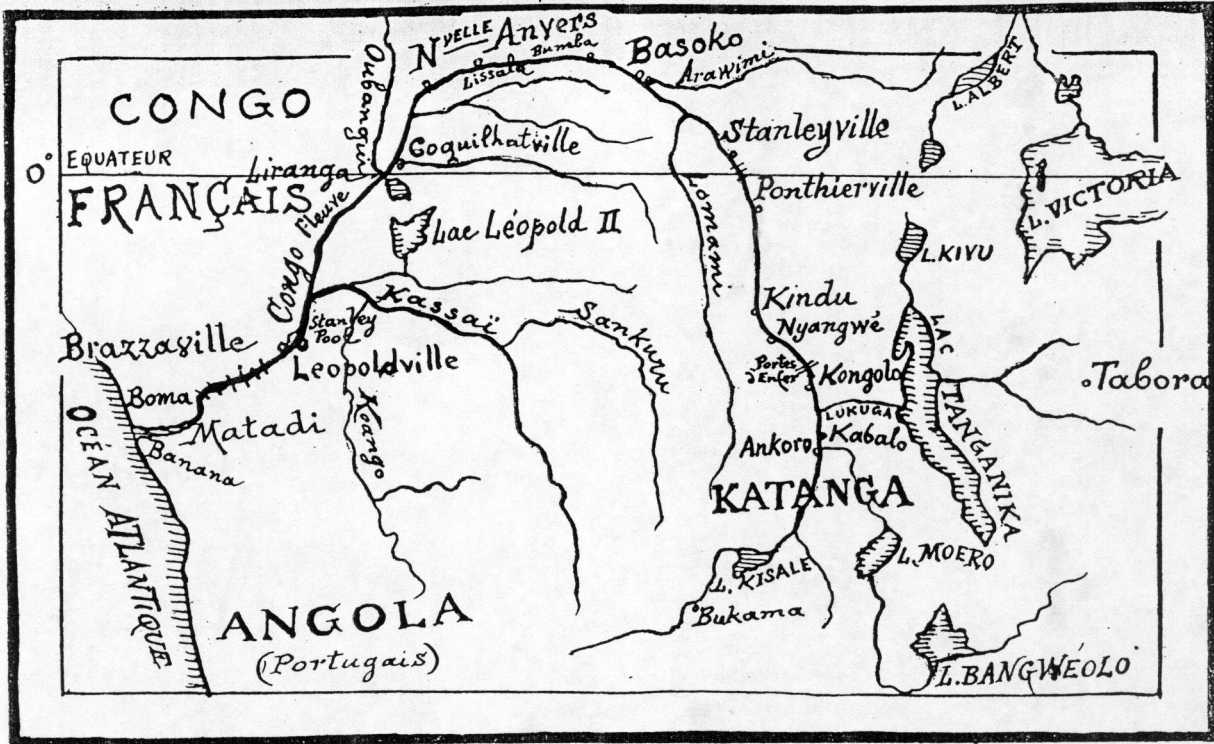 Nvelle Anvers
Bumba
Lissala
Basoko
Arawimi
L. ALBERT
Oubangui
CONGO
FRANÇAIS
0°
EQUATEUR
Liranga
Coquilhatville
Stanleyville
Ponthierville
L. VICTORIA
Congo Fleuve
Lac Léopold II
Lomami
L. KIVU
Kassaï
Sankuru
Kindu
Nyangwé
Stanley
Pool
Brazzaville
Leopoldville
Portes
d'Enfer
Kongolo
LAC TANGANIKA
Tabora
Boma
Matadi
Banana
Koango
LUKUGA
Kabalo
Ankoro
KATANGA
OCÉAN ATLANTIQUE
L. KISALE
L. MOERO
Bukama
ANGOLA
(Portugais)
L. BANGWÉOLO